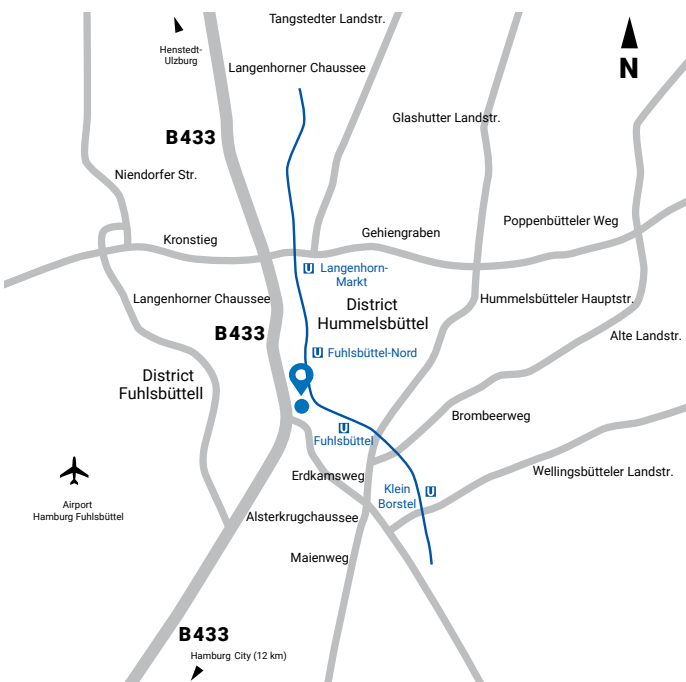 Tangstedter Landstr.
Henstedt-
Ulzburg
Langenhorner Chaussee
N
Glashutter Landstr.
B433
Niendorfer Str.
Poppenbütteler Weg
Kronstieg
Gehiengraben
U Langenhorn-
Markt
Langenhorner Chaussee
District
Hummelsbüttel
Hummelsbütteler Hauptstr.
B433
Alte Landstr.
U Fuhlsbüttel-Nord
District
Fuhlsbüttell
Brombeerweg
U
Fuhlsbüttel
Wellingsbütteler Landstr.
Erdkamsweg
Klein
Borstel
U
Airport
Hamburg Fuhlsbüttel
Alsterkrugchaussee
Maienweg
B433
Hamburg City (12 km)